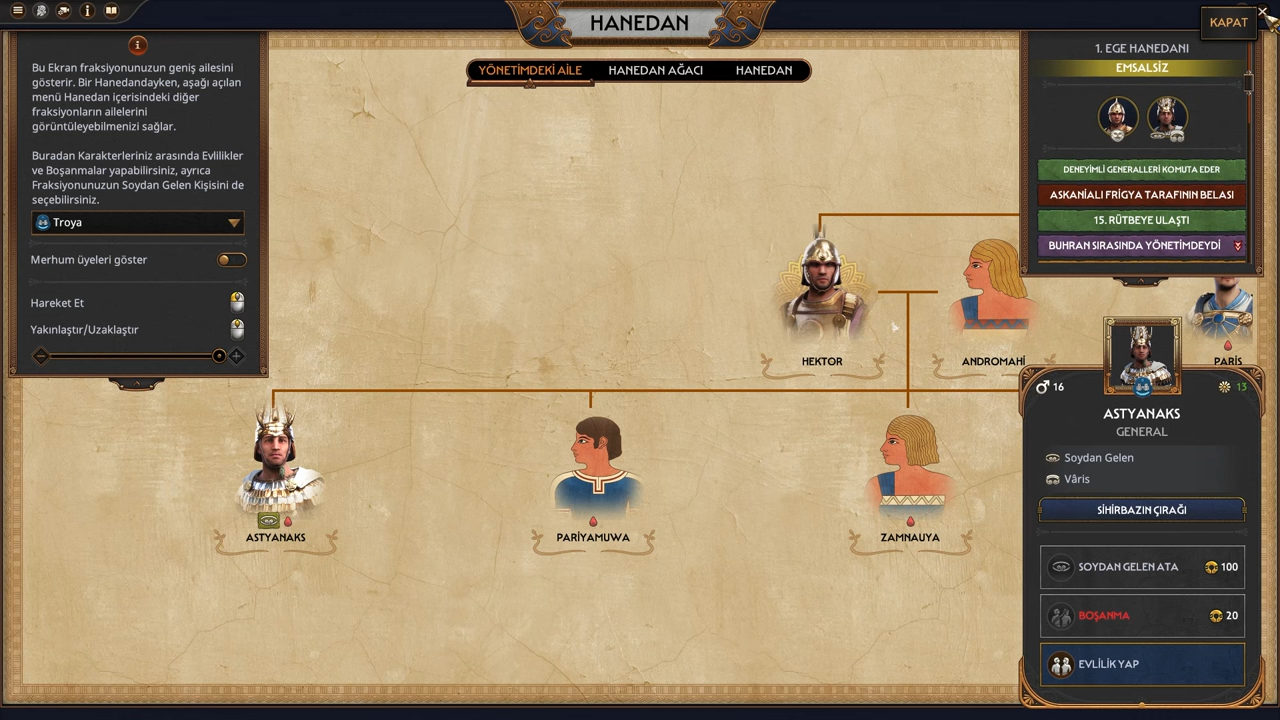 HANEDAN
KAPAT
YÖNETİMDEKİ AİLE
HANEDAN AĞACI
HANEDAN
Bu Ekran fraksiyonunuzun geniş ailesini
gösterir. Bir Hanedandayken, aşağı açılan
menü Hanedan içerisindeki diğer
fraksiyonların ailelerini
görüntüleyebilmenizi sağlar.
Buradan Karakterleriniz arasında Evlilikler
ve Boşanmalar yapabilirsiniz, ayrıca
Fraksiyonunuzun Soydan Gelen Kişisini de
seçebilirsiniz.
Troya
Merhum üyeleri göster
Hareket Et
Yakınlaştır/Uzaklaştır
1. EGE HANEDANI
EMSALSİZ
DENEYİMLİ GENERALLERİ KOMUTA EDER
ASKANİALI FRİGYA TARAFININ BELASI
15. RÜTBEYE ULAŞTI
BUHRAN SIRASINDA YÖNETİMDEYDİ
HEKTOR
ANDROMAHİ
PARİS
ASTYANAKS
PARİYAMUWA
ZAMNAUYA
16
13
ASTYANAKS
GENERAL
Soydan Gelen
Vâris
SİHİRBAZIN ÇIRAĞI
SOYDAN GELEN ATA
100
BOŞANMA
20
EVLİLİK YAP